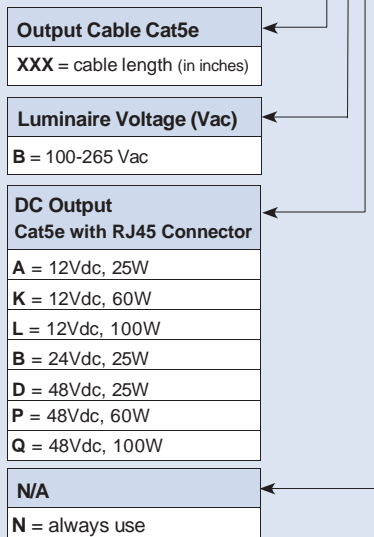 Output Cable Cat5e
XXX = cable length (in inches)
Luminaire Voltage (Vac)
B = 100-265 Vac
DC Output
Cat5e with RJ45 Connector
A = 12Vdc, 25W
K = 12Vdc, 60W
L = 12Vdc, 100W
B = 24Vdc, 25W
D = 48Vdc, 25W
P = 48Vdc, 60W
Q = 48Vdc, 100W
N/A
N = always use